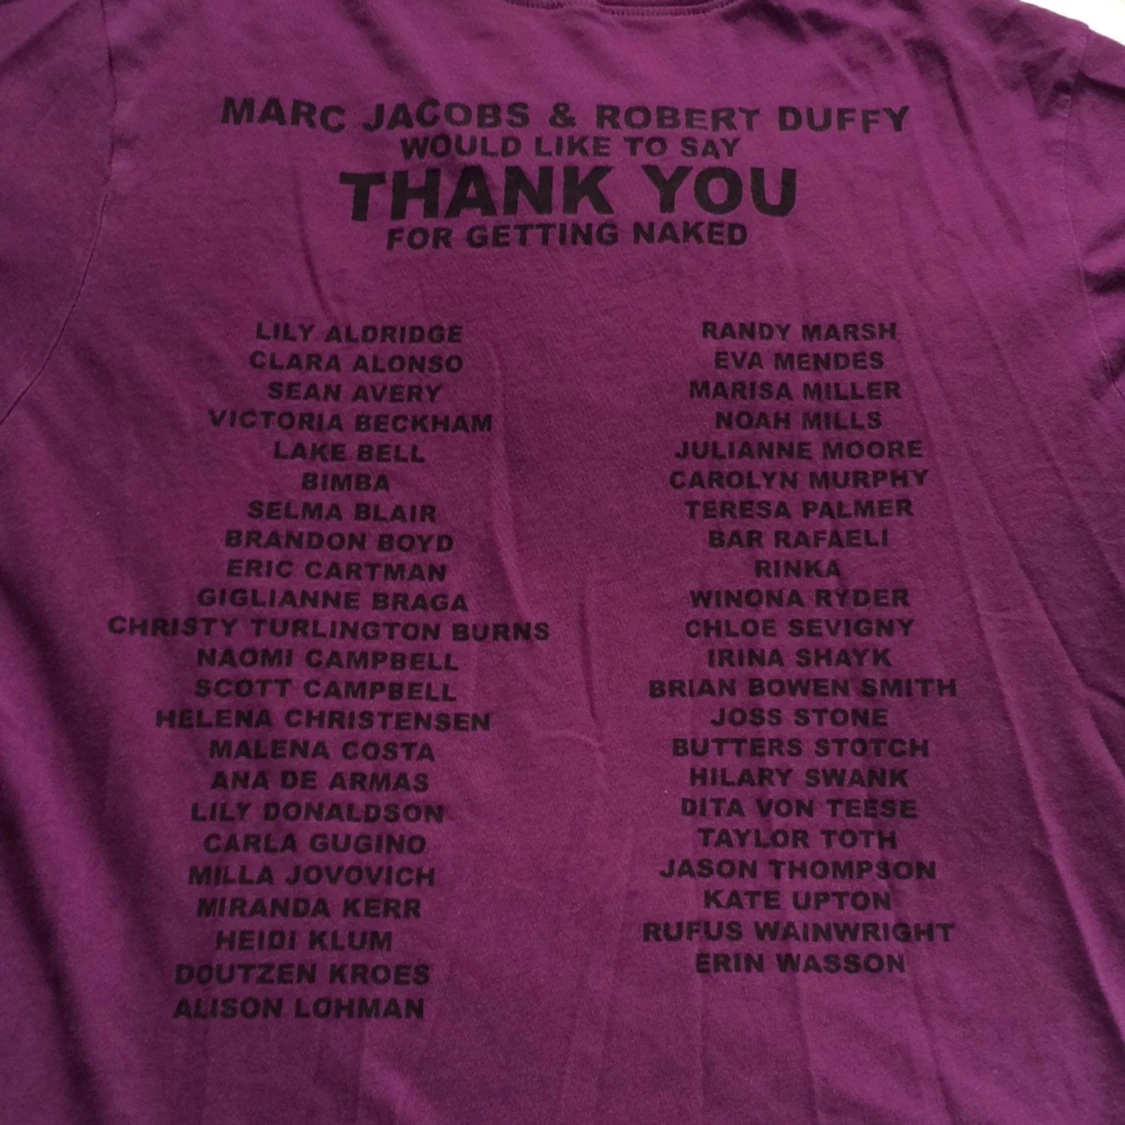 MARC JACOBS & ROBERT DUFFY
WOULD LIKE TO SAY
THANK YOU
FOR GETTING NAKED
LILY ALDRIDGE
CLARA ALONSO
SEAN AVERY
VICTORIA BECKHAM
LAKE BELL
BIMBA
SELMA BLAIR
BRANDON BOYD
ERIC CARTMAN
GIGLIANNE BRAGA
CHRISTY TURLINGTON BURNS
NAOMI CAMPBELL
SCOTT CAMPBELL
HELENA CHRISTENSEN
MALENA COSTA
ANA DE ARMAS
LILY DONALDSON
CARLA GUGINO
MILLA JOVOVICH
MIRANDA KERR
HEIDI KLUM
DOUTZEN KROES
ALISON LOHMAN
RANDY MARSH
EVA MENDES
MARISA MILLER
NOAH MILLS
JULIANNE MOORE
CAROLYN MURPHY
TERESA PALMER
BAR RAFAELI
RINKA
WINONA RYDER
CHLOE SEVIGNY
IRINA SHAYK
BRIAN BOWEN SMITH
JOSS STONE
BUTTERS STOTCH
HILARY SWANK
DITA VON TEESE
TAYLOR TOTH
JASON THOMPSON
KATE UPTON
RUFUS WAINWRIGHT
ERIN WASSON